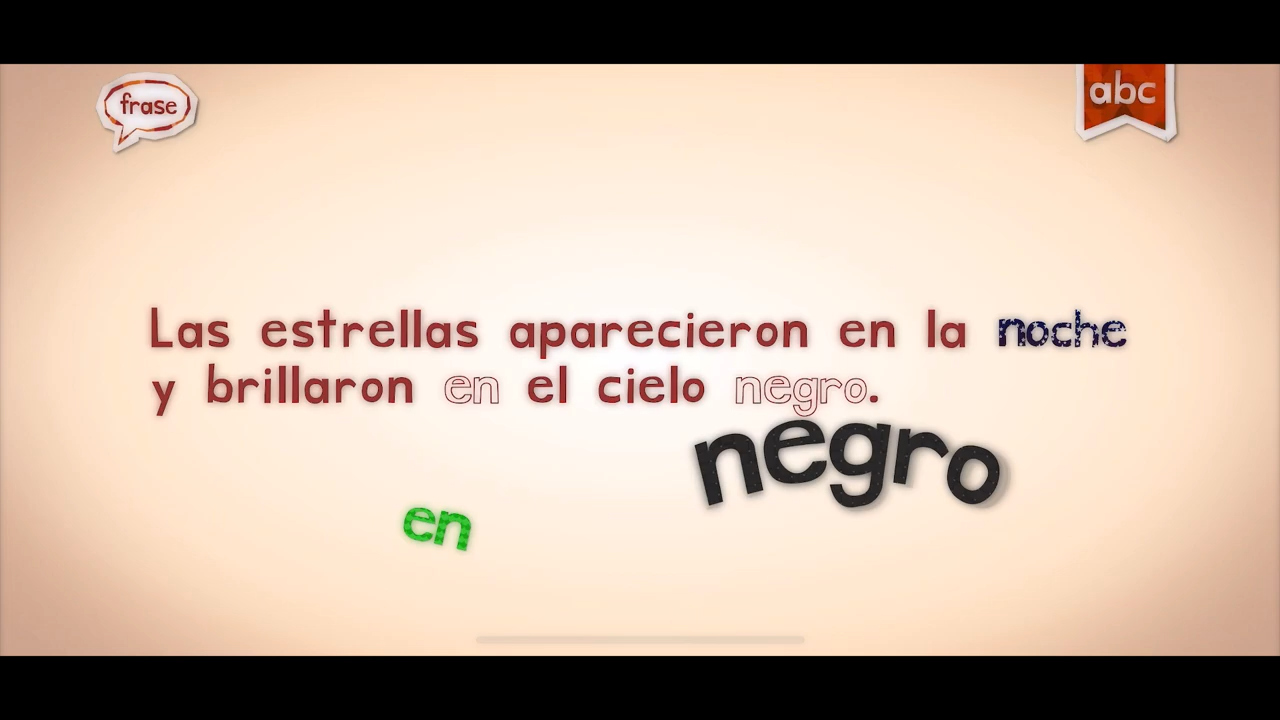 frase
abc
Las estrellas aparecieron en la noche
y brillaron en el cielo negro.
negro
en